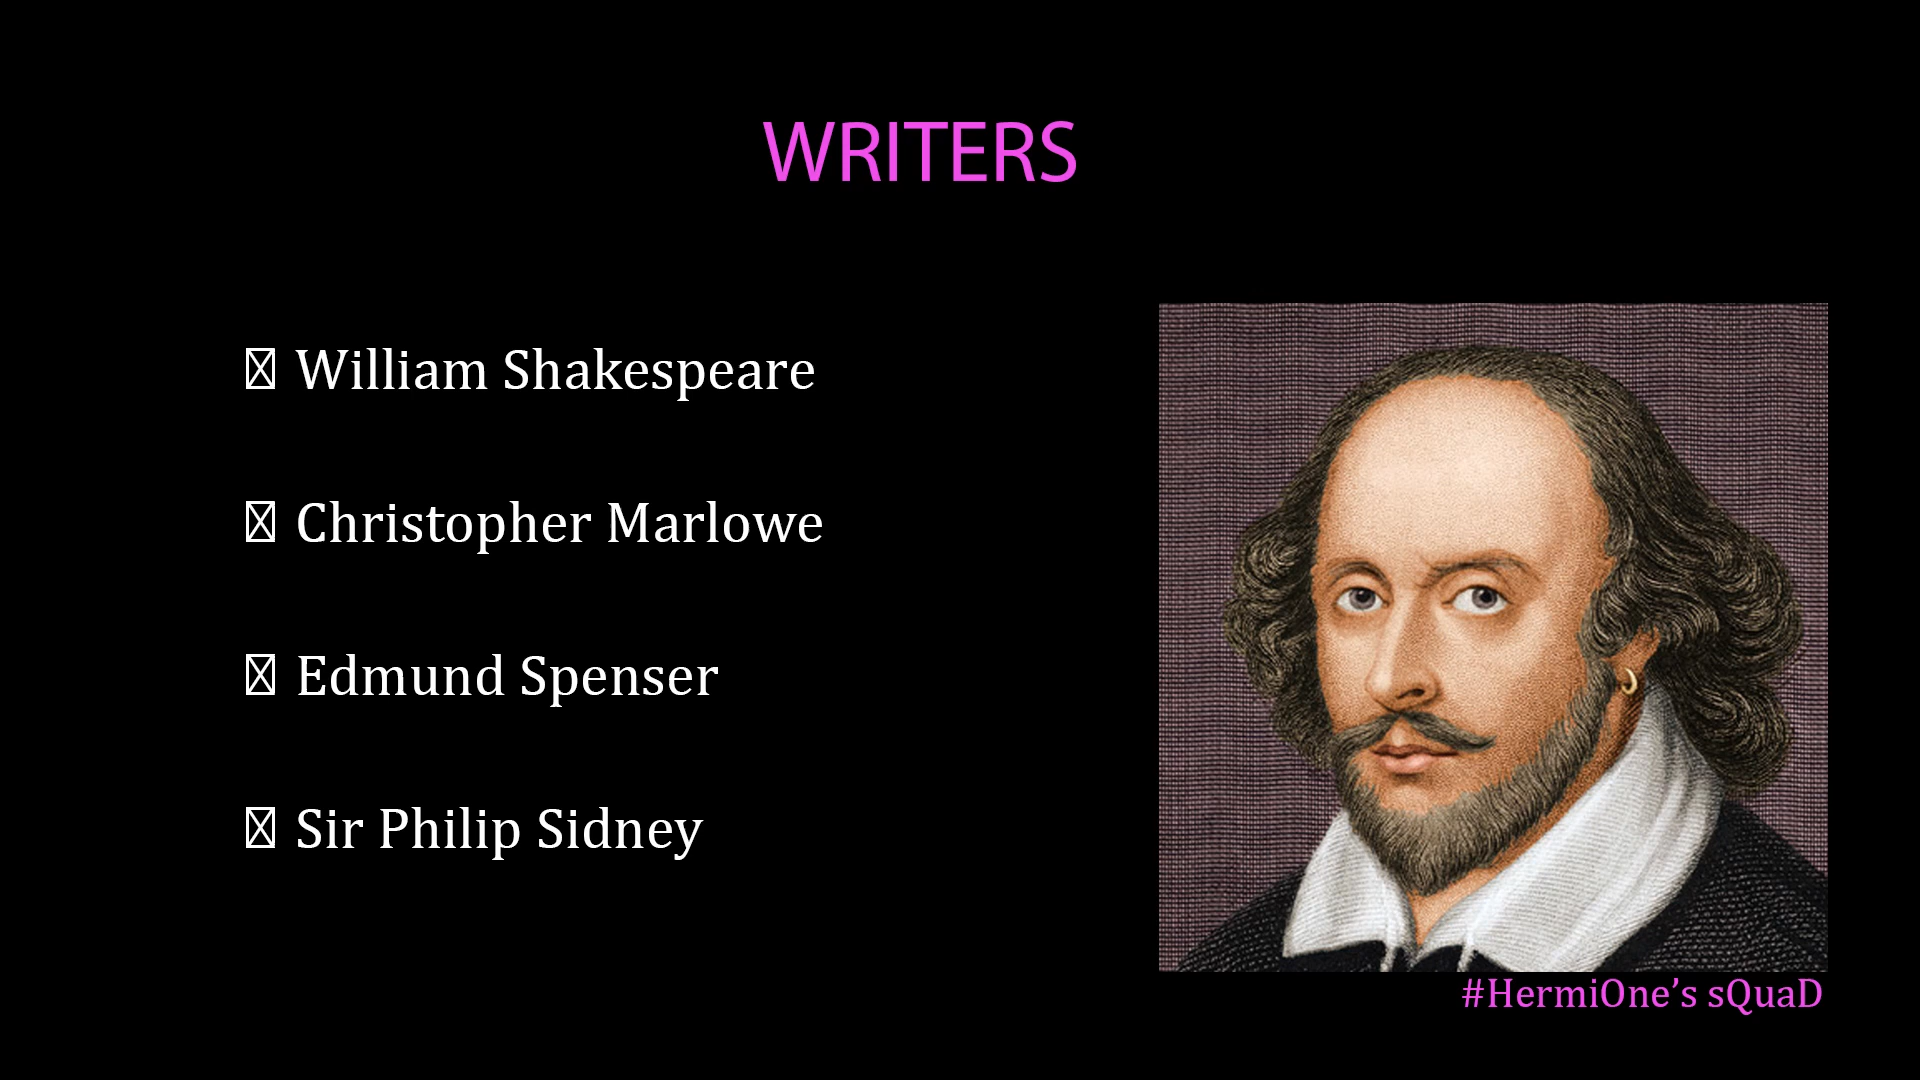 WRITERS
William Shakespeare
Christopher Marlowe
Edmund Spenser
Sir Philip Sidney
#HermiOne’s sQuaD